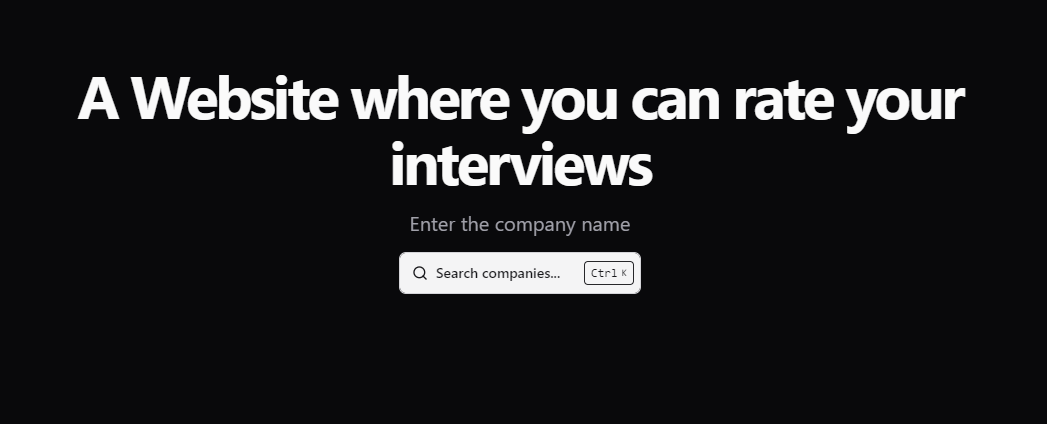 A Website where you can rate your
interviews
Enter the company name
Search companies... Ctrl K